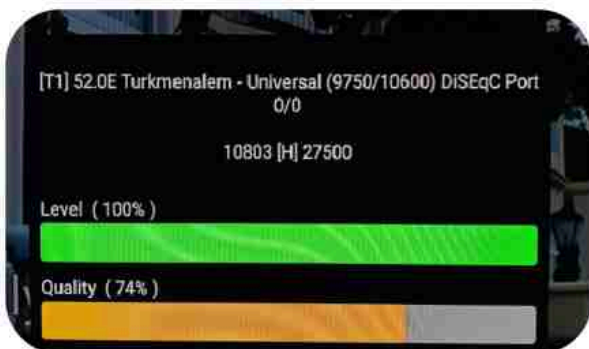 [T1] 52.0E Turkmenalem - Universal (9750/10600) DiSEqC Port
0/0
10803 [H] 27500
Level ( 100% )
Quality ( 74% )